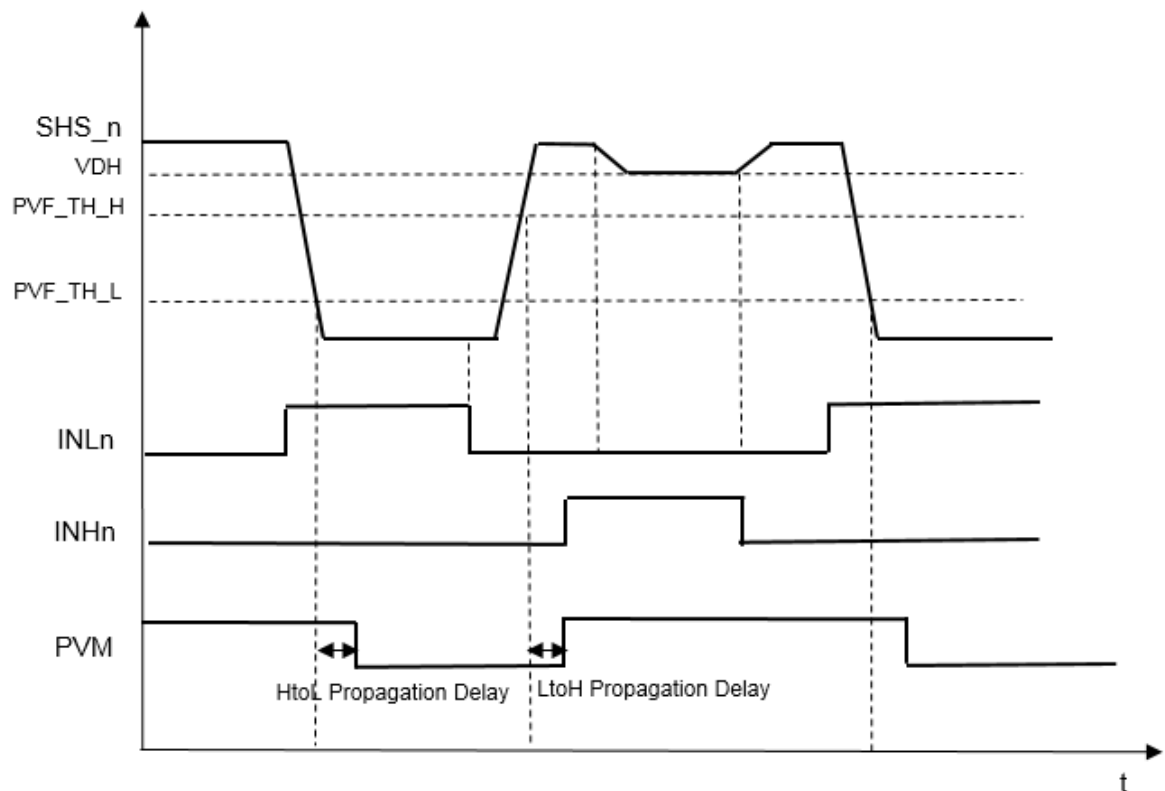 SHS_n
VDH
PVF_TH_H
PVF_TH_L
INLn
INHn
PVM
HtoL Propagation Delay
LtoH Propagation Delay
t